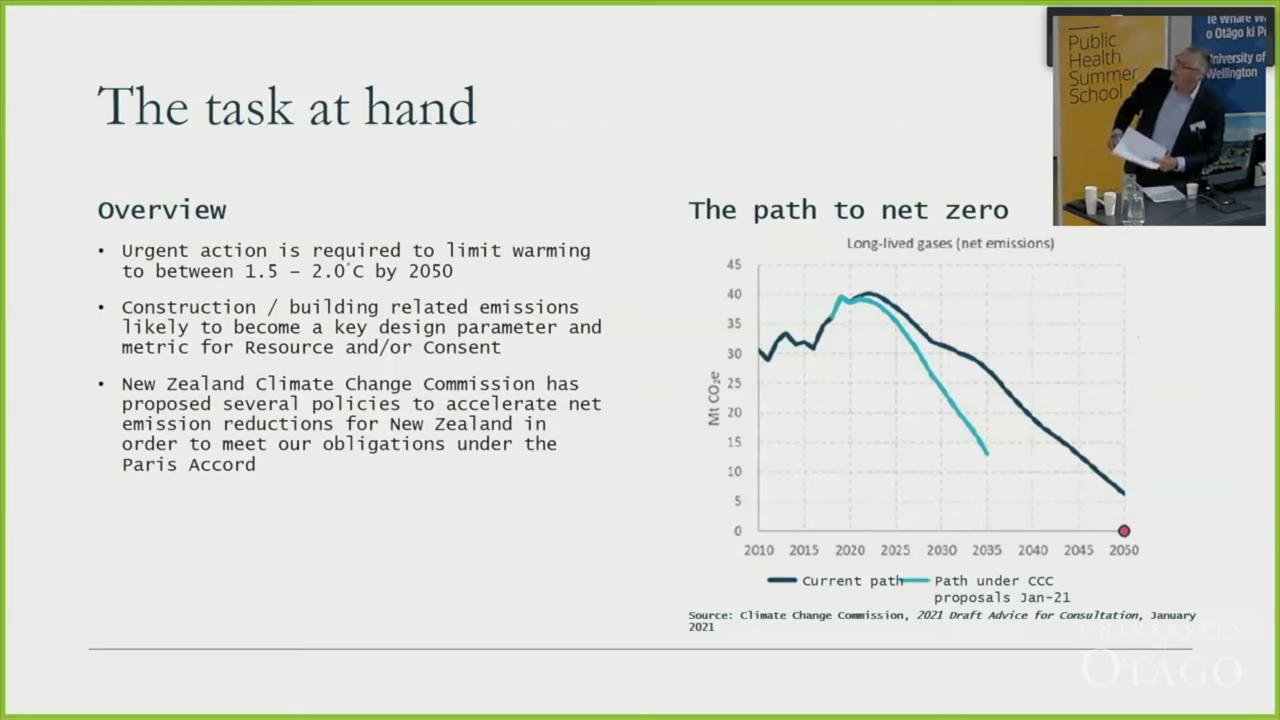 The task at hand
Overview
• Urgent action is required to limit warming
to between 1.5 – 2.0°C by 2050
• Construction / building related emissions
likely to become a key design parameter and
metric for Resource and/or Consent
• New Zealand Climate Change Commission has
proposed several policies to accelerate net
emission reductions for New Zealand in
order to meet our obligations under the
Paris Accord
The path to net zero
Long-lived gases (net emissions)
Mt CO₂e
45
40
35
30
25
20
15
10
5
0
2010 2015 2020 2025 2030 2035 2040 2045 2050
Current path
Path under CCC
proposals Jan-21
Source: Climate Change Commission, 2021 Draft Advice for Consultation, January
2021
Public
Health
Summer
School
Te Whare W
o Otāgo ki P
University of
Wellington
UNIVERSITY
OTAGO